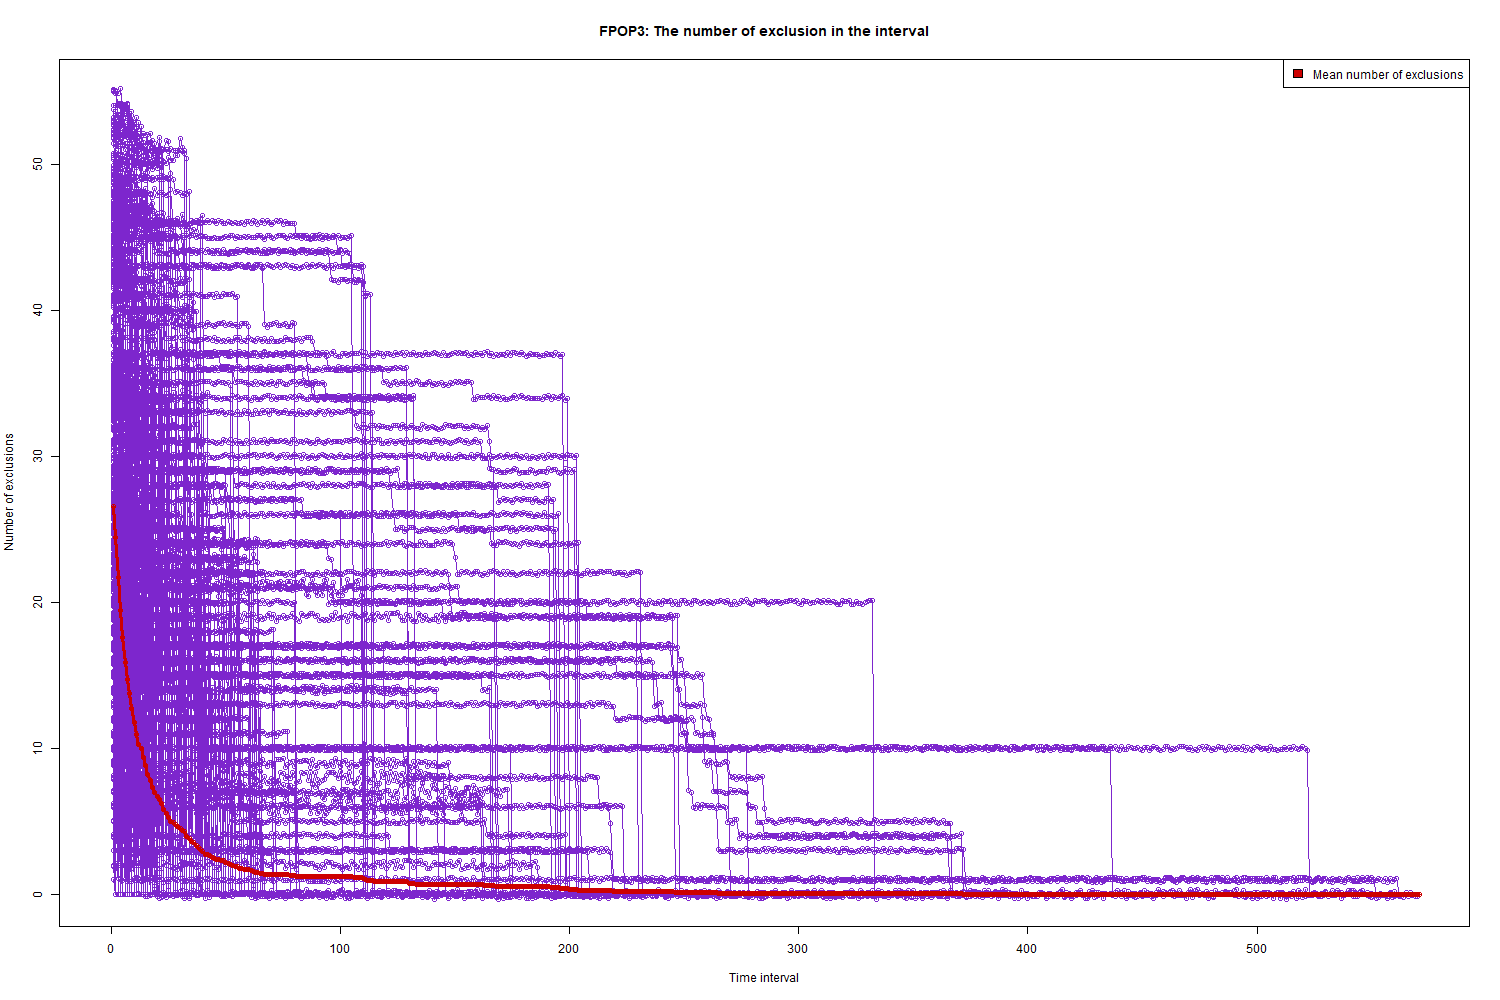 FPOP3: The number of exclusion in the interval
Mean number of exclusions
Number of exclusions
50
40
30
20
10
0
0 100 200 300 400 500
Time interval